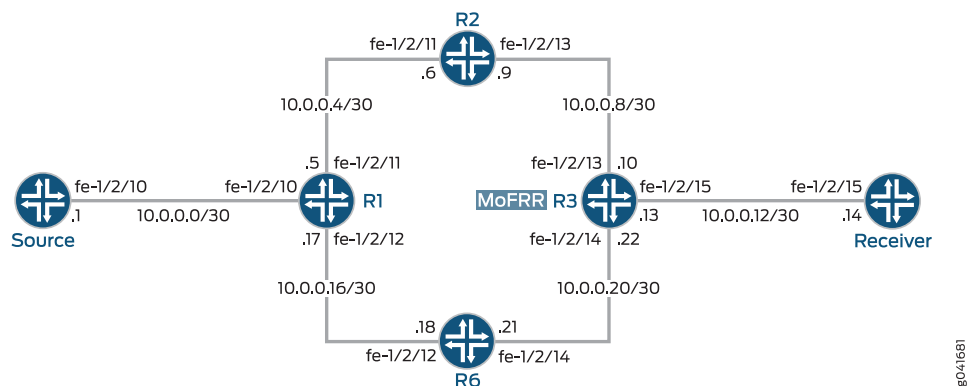 R2
fe-1/2/11 fe-1/2/13
.6 .9
10.0.0.4/30 10.0.0.8/30
.5 fe-1/2/11 fe-1/2/13 .10
fe-1/2/10 fe-1/2/10 R1 MoFRR R3 fe-1/2/15 fe-1/2/15
.1 10.0.0.0/30 .13 10.0.0.12/30 .14
Source .17 fe-1/2/12 fe-1/2/14 .22 Receiver
10.0.0.16/30 10.0.0.20/30
.18 .21
fe-1/2/12 fe-1/2/14
R6
g041681